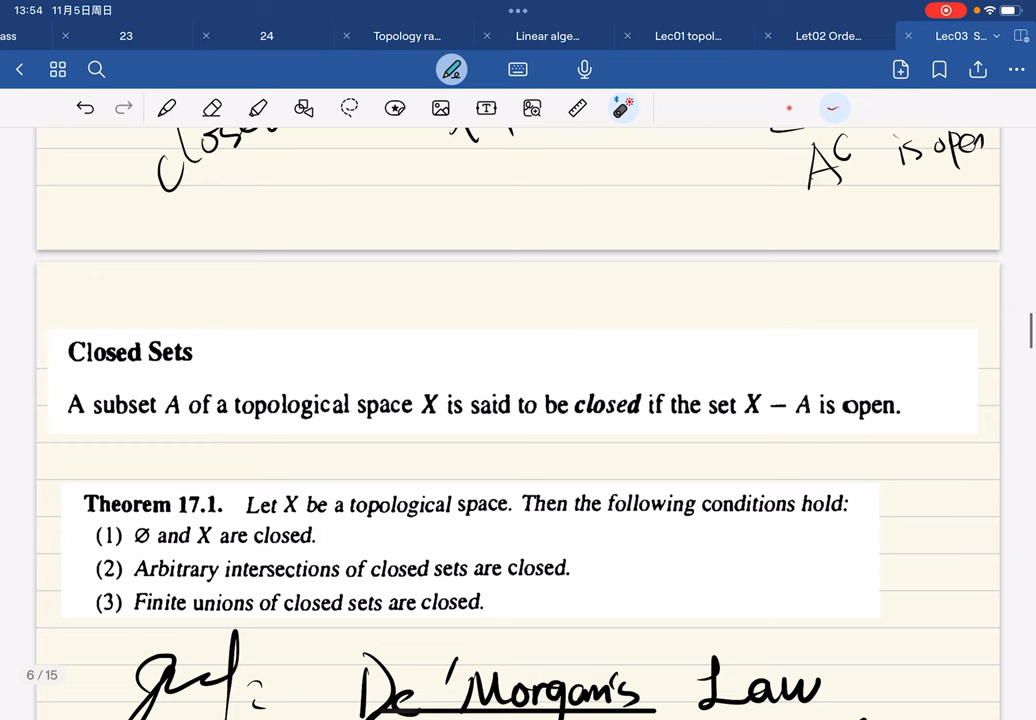 13:54 11月5日周日
ass
23
24
Topology ra...
Linear alge...
Lec01 topol...
Let02 Orde...
Lec03 S...
closed
Aᶜ is open
Closed Sets
A subset A of a topological space X is said to be closed if the set X − A is open.
Theorem 17.1. Let X be a topological space. Then the following conditions hold:
(1) ∅ and X are closed.
(2) Arbitrary intersections of closed sets are closed.
(3) Finite unions of closed sets are closed.
De'Morgan's Law
6 / 15